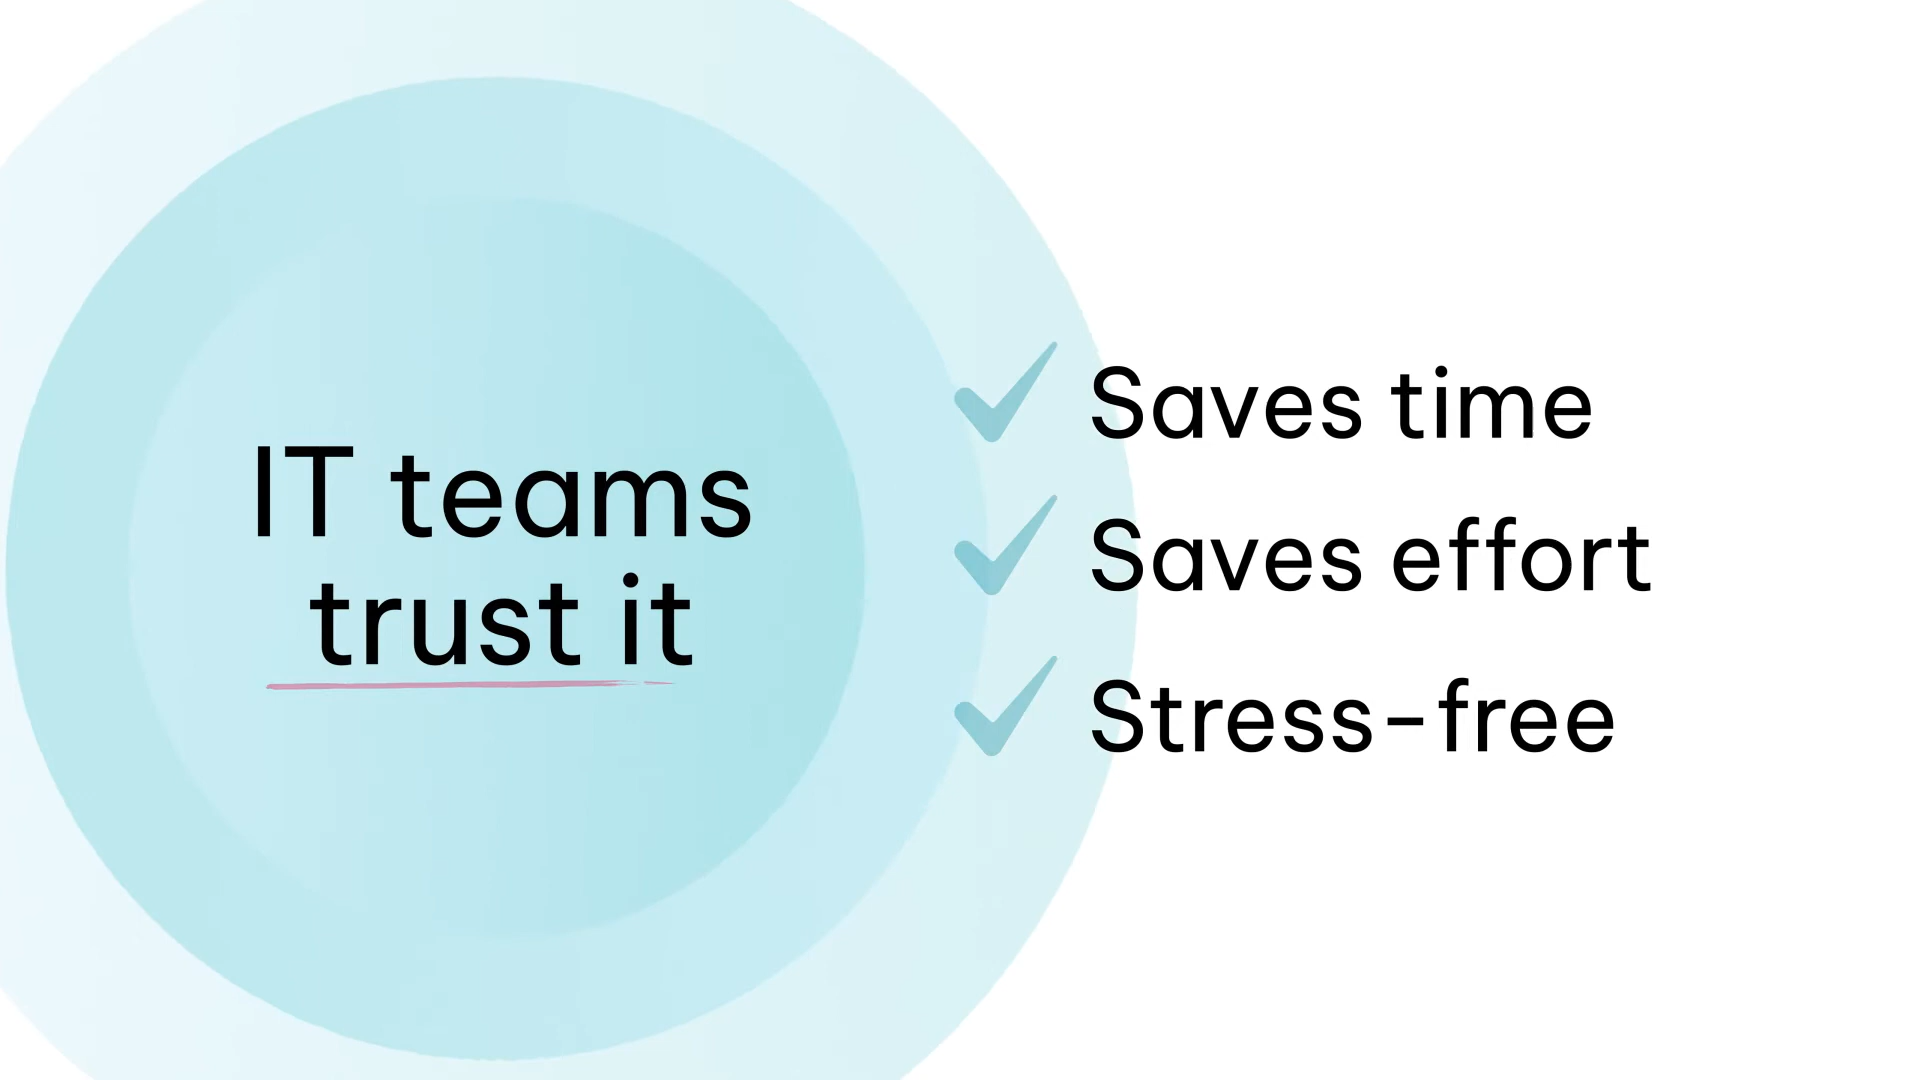 IT teams
trust it
Saves time
Saves effort
Stress-free